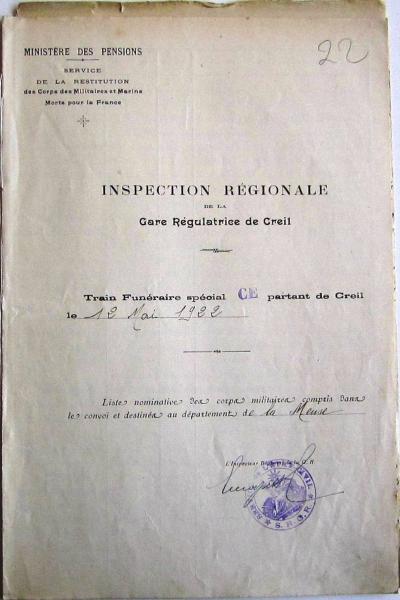 22
MINISTÈRE DES PENSIONS
SERVICE
DE LA RESTITUTION
des Corps des Militaires et Marins
Morts pour la France
INSPECTION RÉGIONALE
DE LA
Gare Régulatrice de Creil
Train Funéraire spécial CE partant de Creil
le 12 Mai 1922
Liste nominative des corps militaires compris dans
le convoi et destinés au département de la Meuse
L'Inspecteur
S. R. O. R.